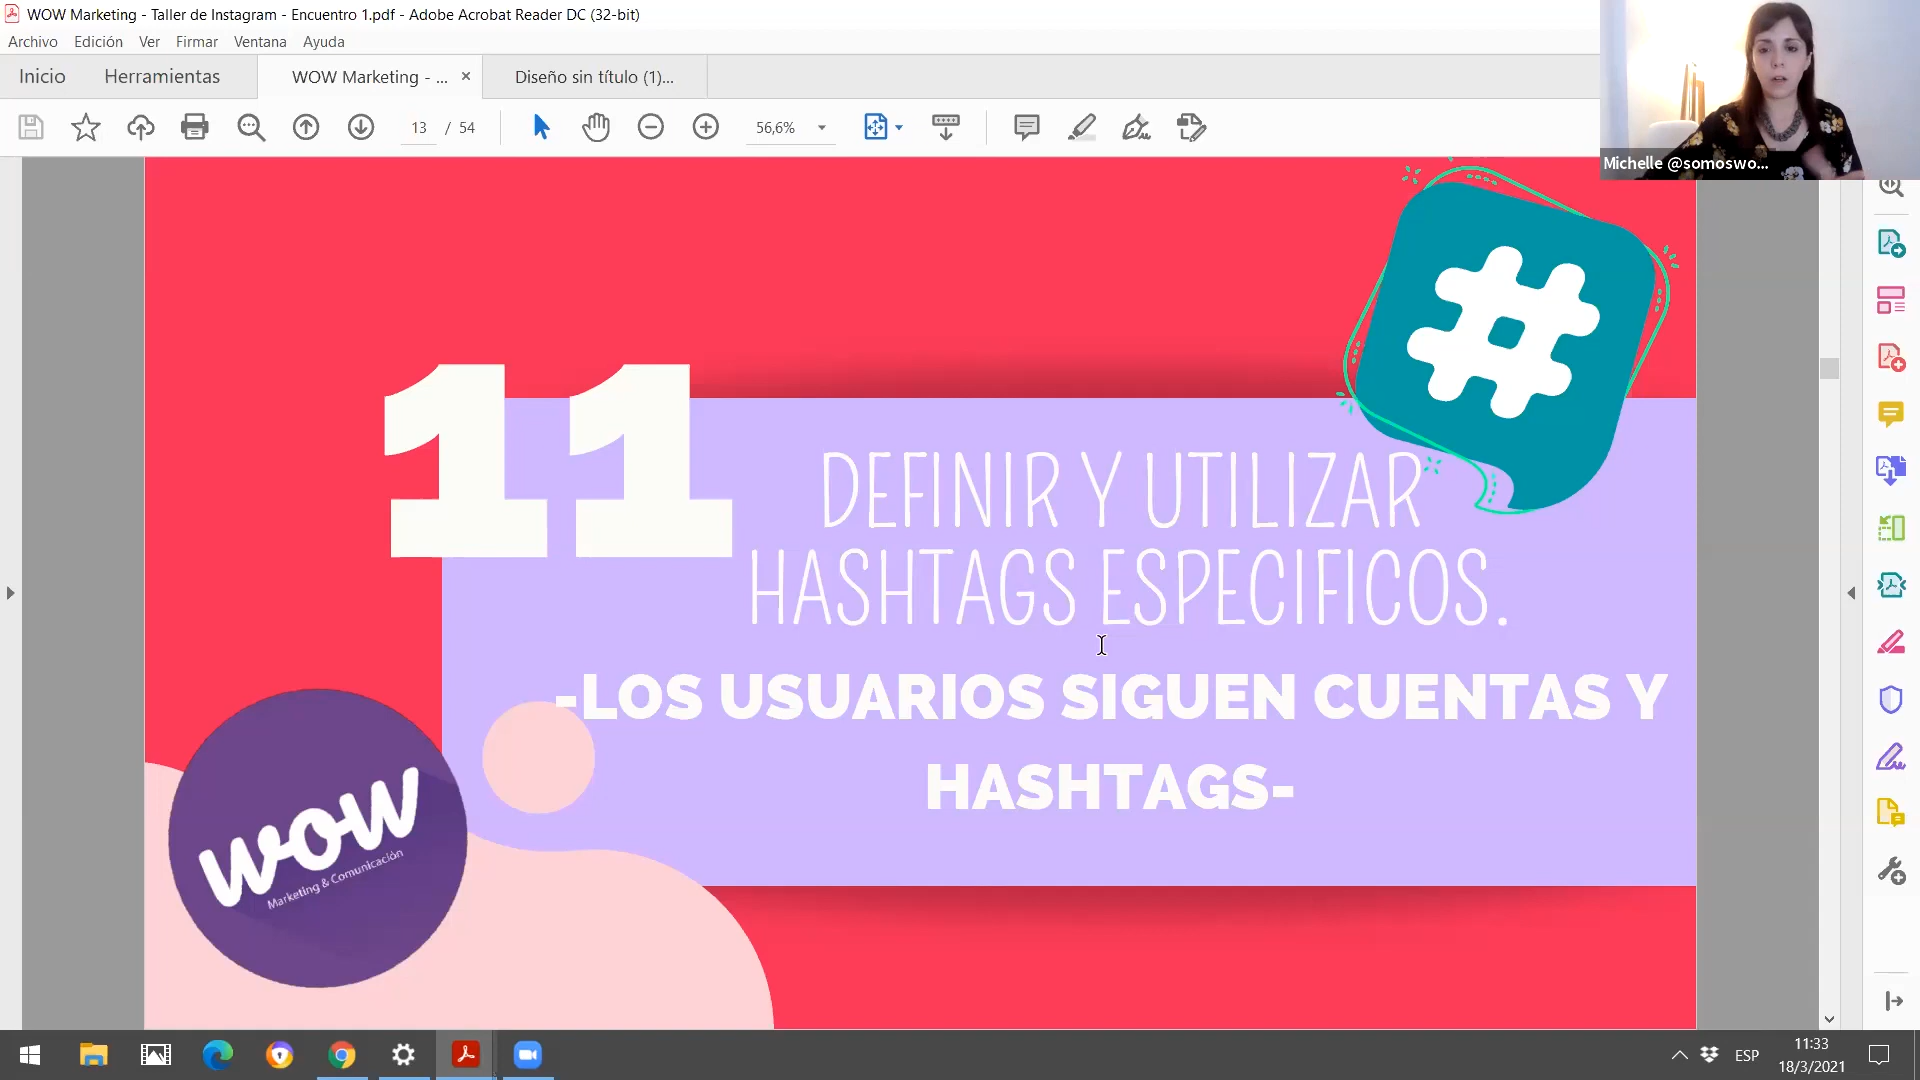 WOW Marketing - Taller de Instagram - Encuentro 1.pdf - Adobe Acrobat Reader DC (32-bit)
Archivo Edición Ver Firmar Ventana Ayuda
Inicio Herramientas WOW Marketing - ... × Diseño sin título (1)...
13 / 54 56,6%
Michelle @somoswo...
#
11
DEFINIR Y UTILIZAR
HASHTAGS ESPECIFICOS.
-LOS USUARIOS SIGUEN CUENTAS Y
HASHTAGS-
wow
Marketing & Comunicación
ESP
11:33
18/3/2021